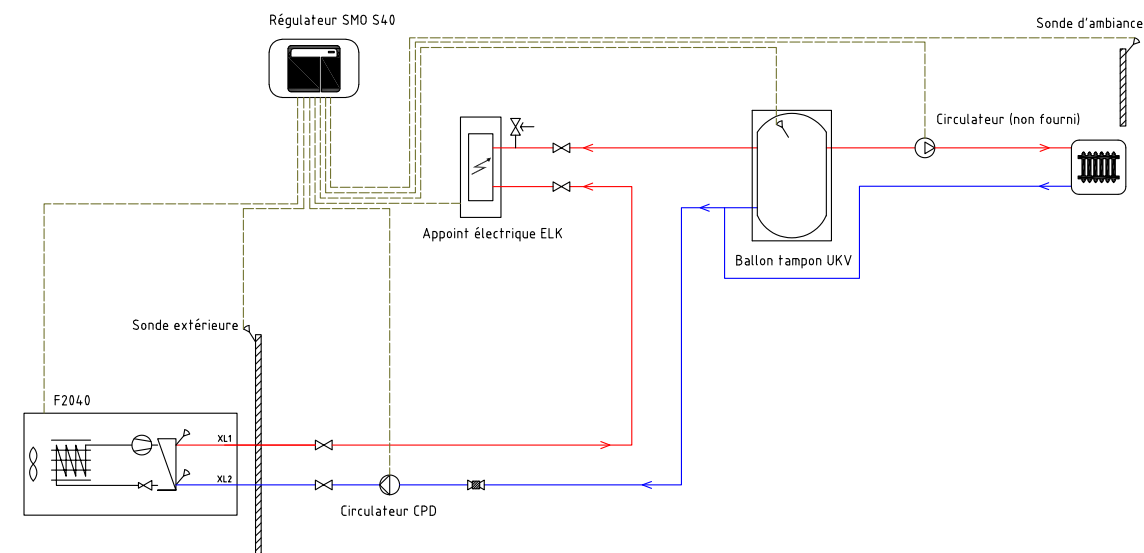 Régulateur SMO S40
Sonde d'ambiance
Circulateur (non fourni)
Appoint électrique ELK
Ballon tampon UKV
Sonde extérieure
F2040
XL1
XL2
Circulateur CPD